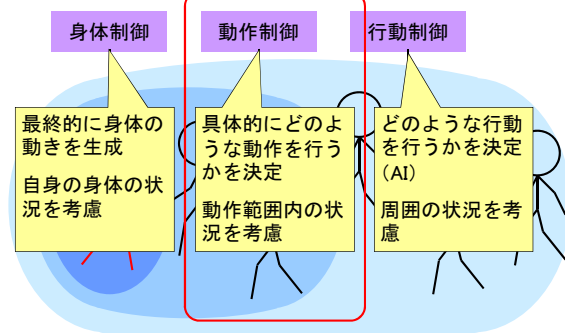 身体制御
動作制御
行動制御
最終的に身体の
動きを生成
自身の身体の状
況を考慮
具体的にどのよ
うな動作を行う
かを決定
動作範囲内の状
況を考慮
どのような行動
を行うかを決定
(AI)
周囲の状況を考
慮